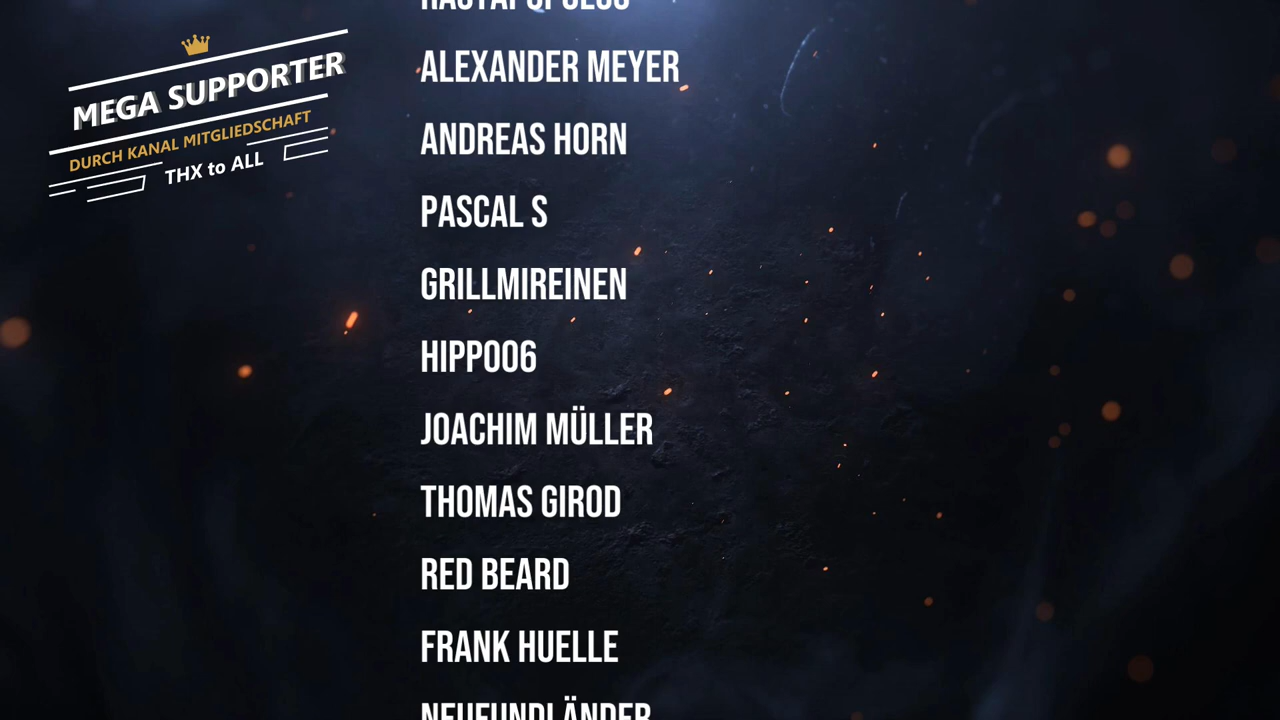 MEGA SUPPORTER
DURCH KANAL MITGLIEDSCHAFT
THX to ALL
ALEXANDER MEYER
ANDREAS HORN
PASCAL S
GRILLMIREINEN
HIPPO06
JOACHIM MÜLLER
THOMAS GIROD
RED BEARD
FRANK HUELLE
NEUFUNDLÄNDER